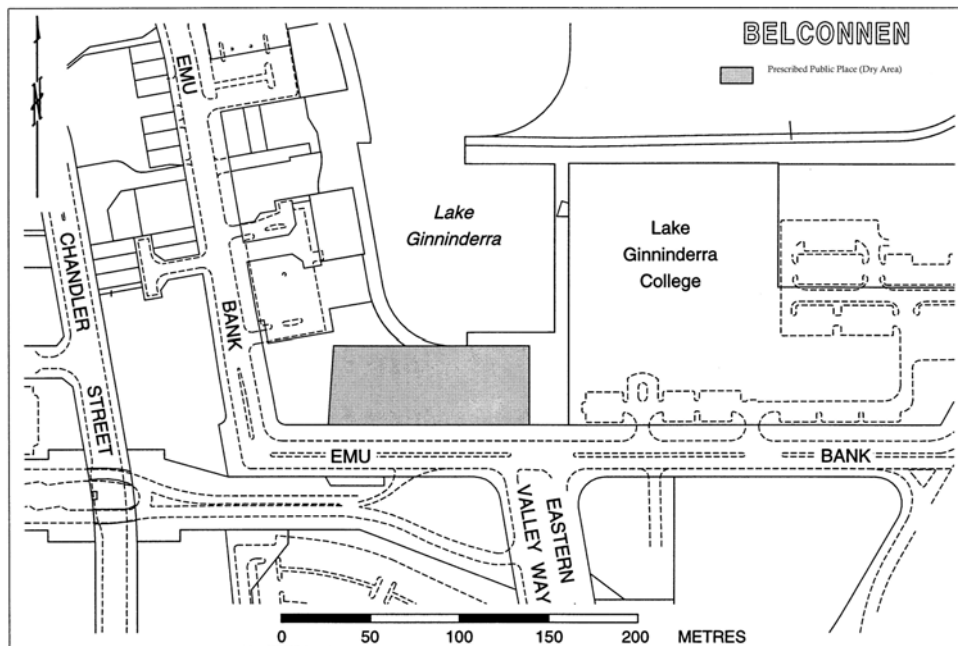 BELCONNEN
Prescribed Public Place (Dry Area)
N
EMU
BANK
CHANDLER
STREET
Lake
Ginninderra
Lake
Ginninderra
College
EMU
BANK
EASTERN
VALLEY WAY
0 50 100 150 200 METRES